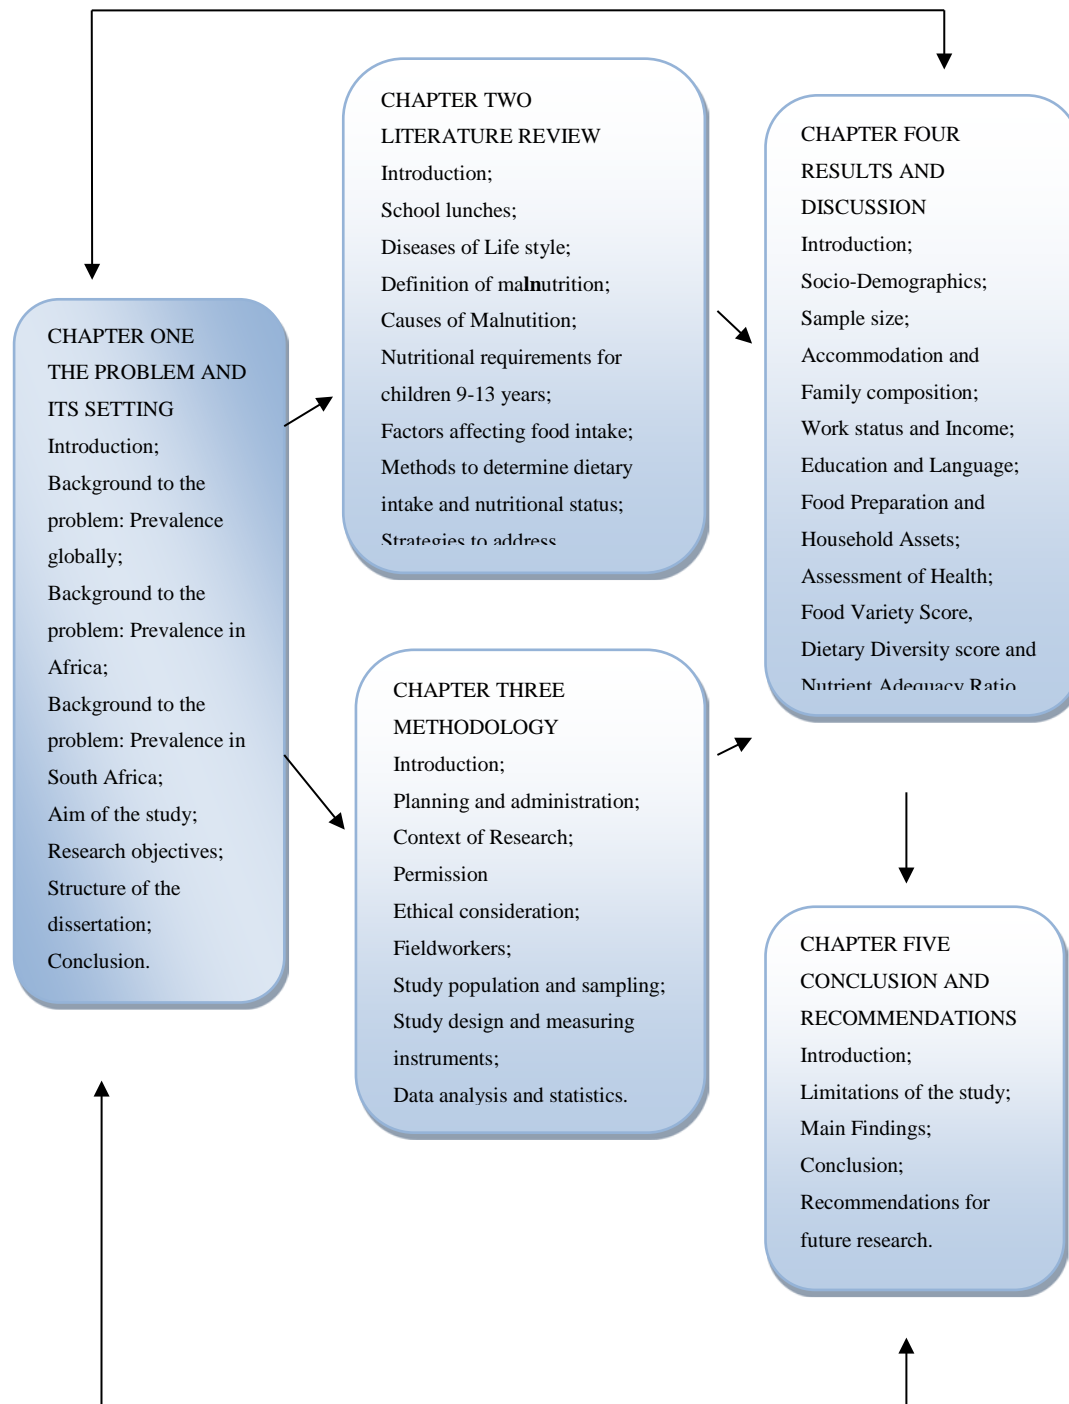 CHAPTER ONE
THE PROBLEM AND
ITS SETTING
Introduction;
Background to the
problem: Prevalence
globally;
Background to the
problem: Prevalence in
Africa;
Background to the
problem: Prevalence in
South Africa;
Aim of the study;
Research objectives;
Structure of the
dissertation;
Conclusion.
CHAPTER TWO
LITERATURE REVIEW
Introduction;
School lunches;
Diseases of Life style;
Definition of malnutrition;
Causes of Malnutition;
Nutritional requirements for
children 9-13 years;
Factors affecting food intake;
Methods to determine dietary
intake and nutritional status;
Strategies to address
CHAPTER THREE
METHODOLOGY
Introduction;
Planning and administration;
Context of Research;
Permission
Ethical consideration;
Fieldworkers;
Study population and sampling;
Study design and measuring
instruments;
Data analysis and statistics.
CHAPTER FOUR
RESULTS AND
DISCUSSION
Introduction;
Socio-Demographics;
Sample size;
Accommodation and
Family composition;
Work status and Income;
Education and Language;
Food Preparation and
Household Assets;
Assessment of Health;
Food Variety Score,
Dietary Diversity score and
Nutrient Adequacy Ratio
CHAPTER FIVE
CONCLUSION AND
RECOMMENDATIONS
Introduction;
Limitations of the study;
Main Findings;
Conclusion;
Recommendations for
future research.